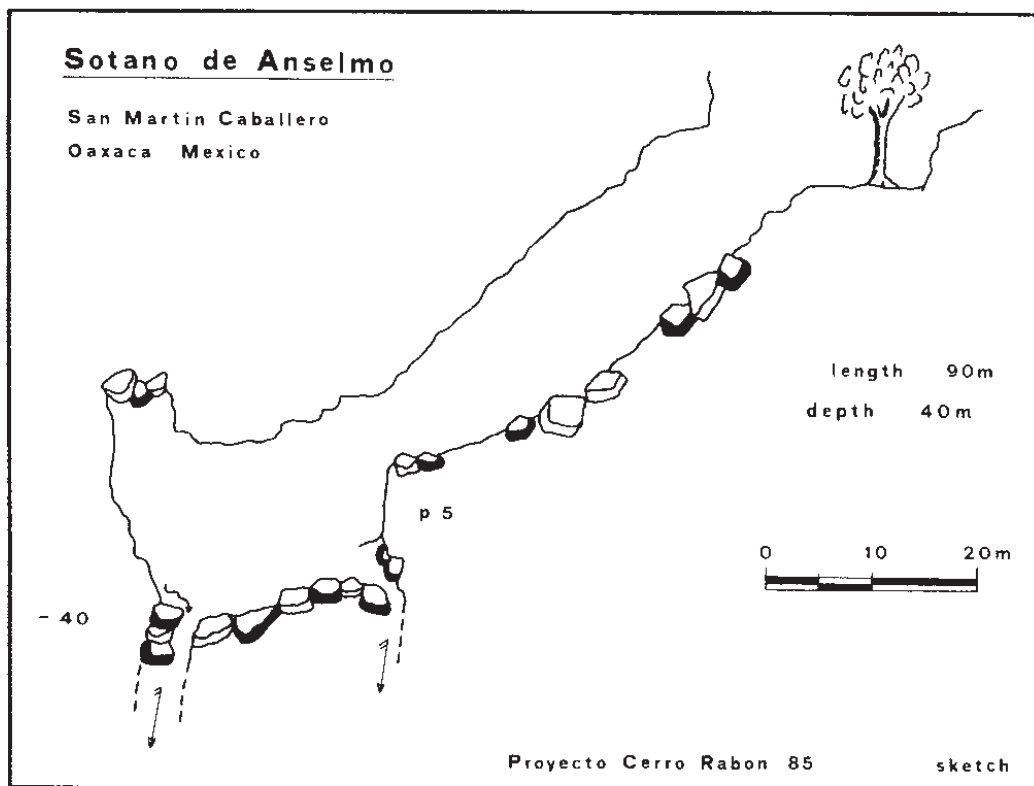 Sotano de Anselmo
San Martin Caballero
Oaxaca Mexico
length 90m
depth 40m
p 5
0 10 20m
- 40
Proyecto Cerro Rabon 85 sketch